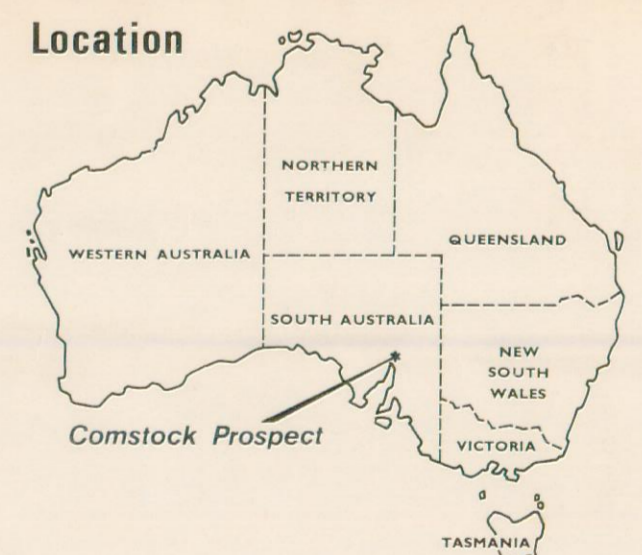 Location
NORTHERN
TERRITORY
WESTERN AUSTRALIA
QUEENSLAND
SOUTH AUSTRALIA
NEW
SOUTH
WALES
Comstock Prospect
VICTORIA
TASMANIA